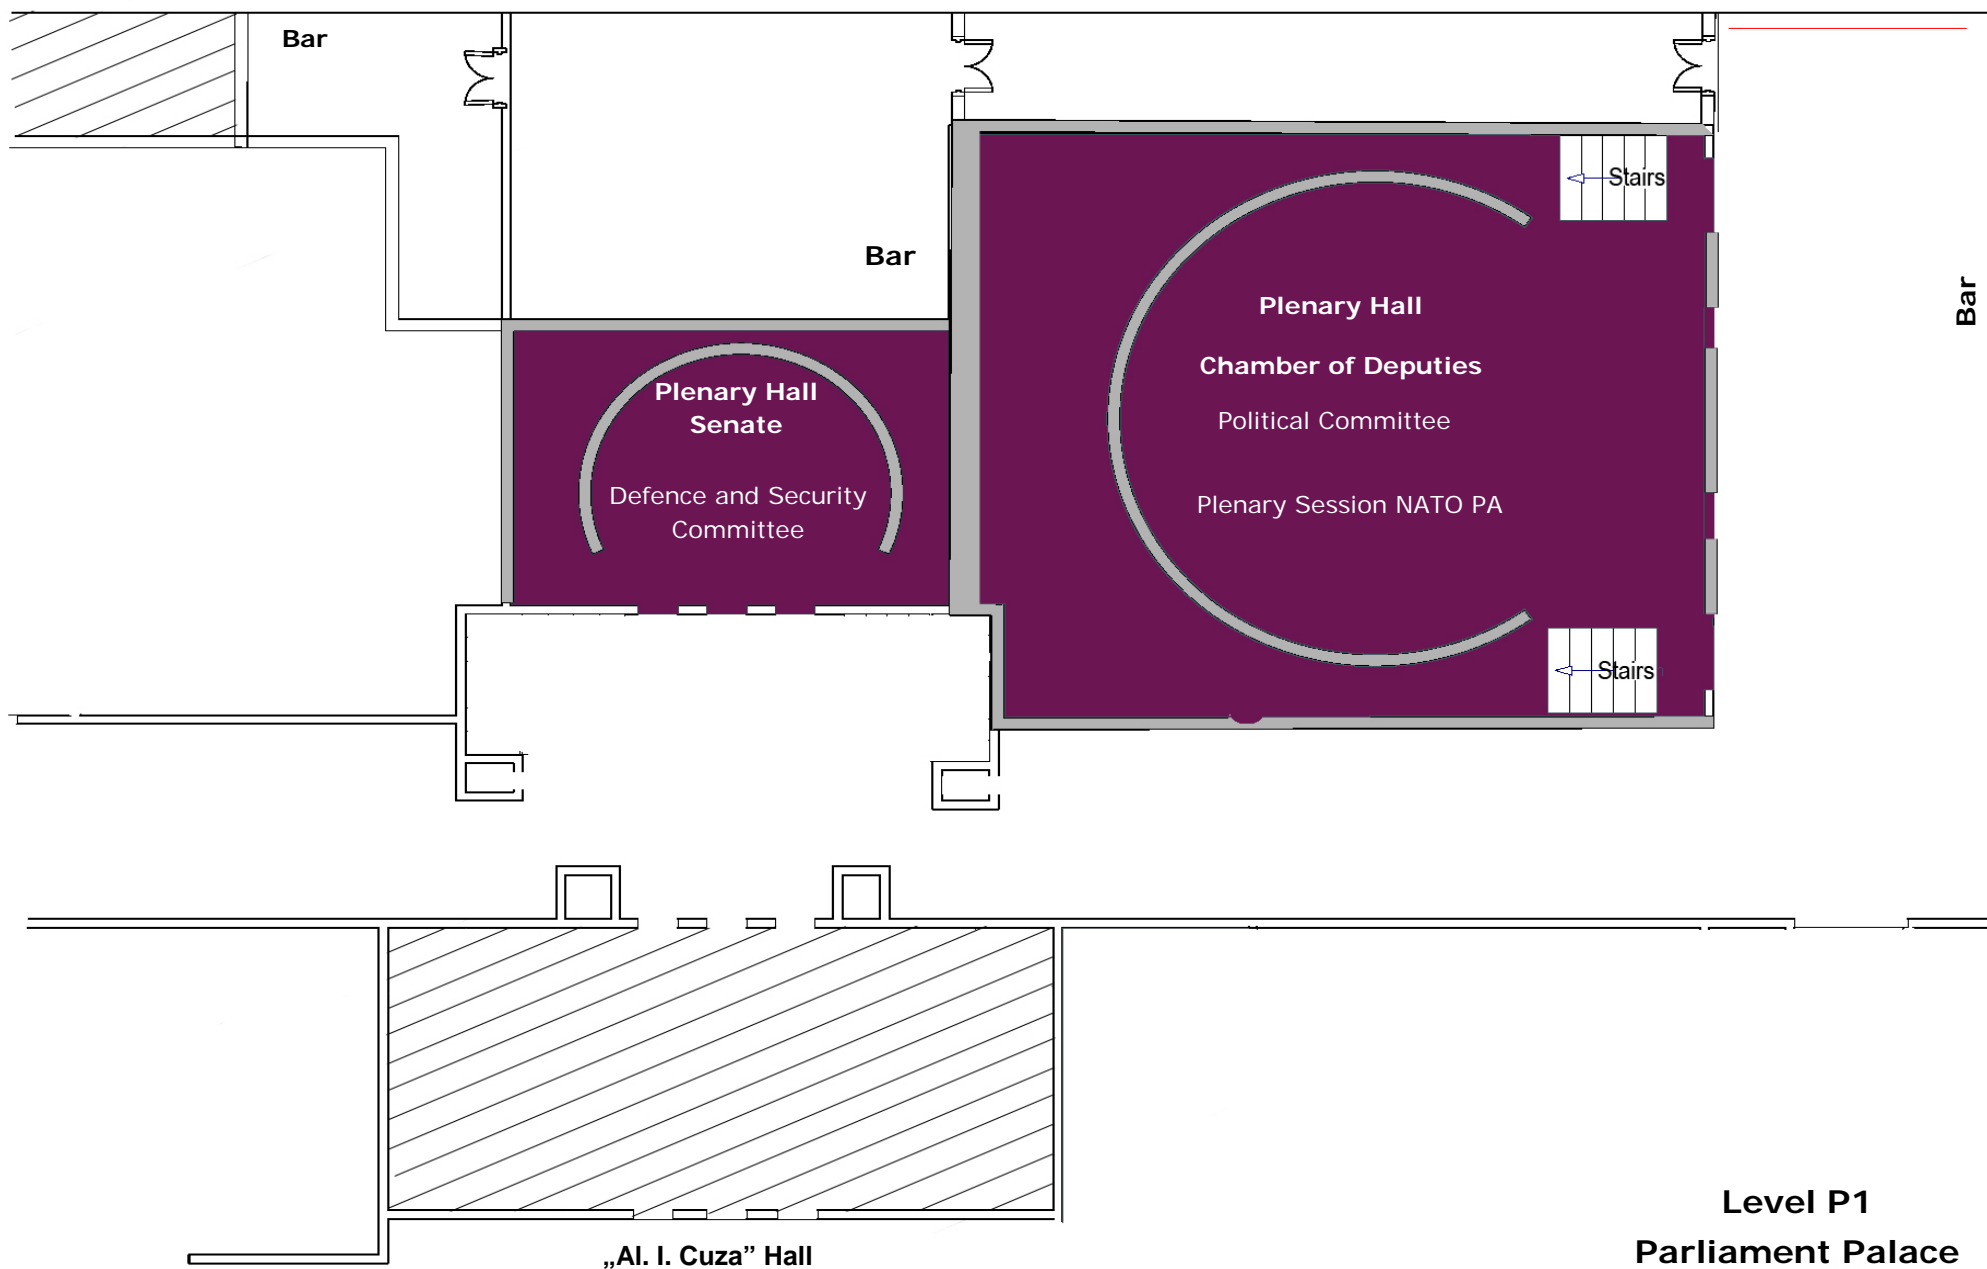 Bar
Stairs
Bar
Bar
Plenary Hall
Chamber of Deputies
Political Committee
Plenary Session NATO PA
Plenary Hall
Senate
Defence and Security
Committee
Stairs
„Al. I. Cuza” Hall
Level P1
Parliament Palace